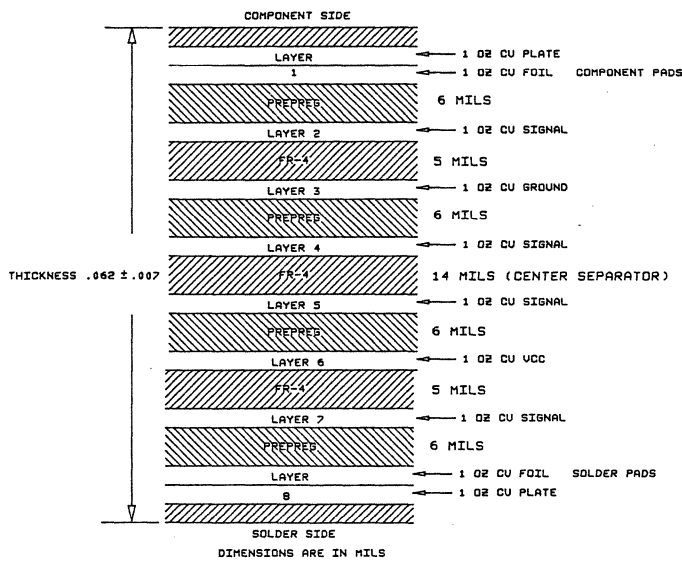 COMPONENT SIDE
LAYER
1 OZ CU PLATE
1
1 OZ CU FOIL COMPONENT PADS
PREPREG
6 MILS
LAYER 2
1 OZ CU SIGNAL
FR-4
5 MILS
LAYER 3
1 OZ CU GROUND
PREPREG
6 MILS
LAYER 4
1 OZ CU SIGNAL
THICKNESS .062 ±.007
FR-4
14 MILS (CENTER SEPARATOR)
LAYER 5
1 OZ CU SIGNAL
PREPREG
6 MILS
LAYER 6
1 OZ CU VCC
FR-4
5 MILS
LAYER 7
1 OZ CU SIGNAL
PREPREG
6 MILS
LAYER
1 OZ CU FOIL SOLDER PADS
8
1 OZ CU PLATE
SOLDER SIDE
DIMENSIONS ARE IN MILS